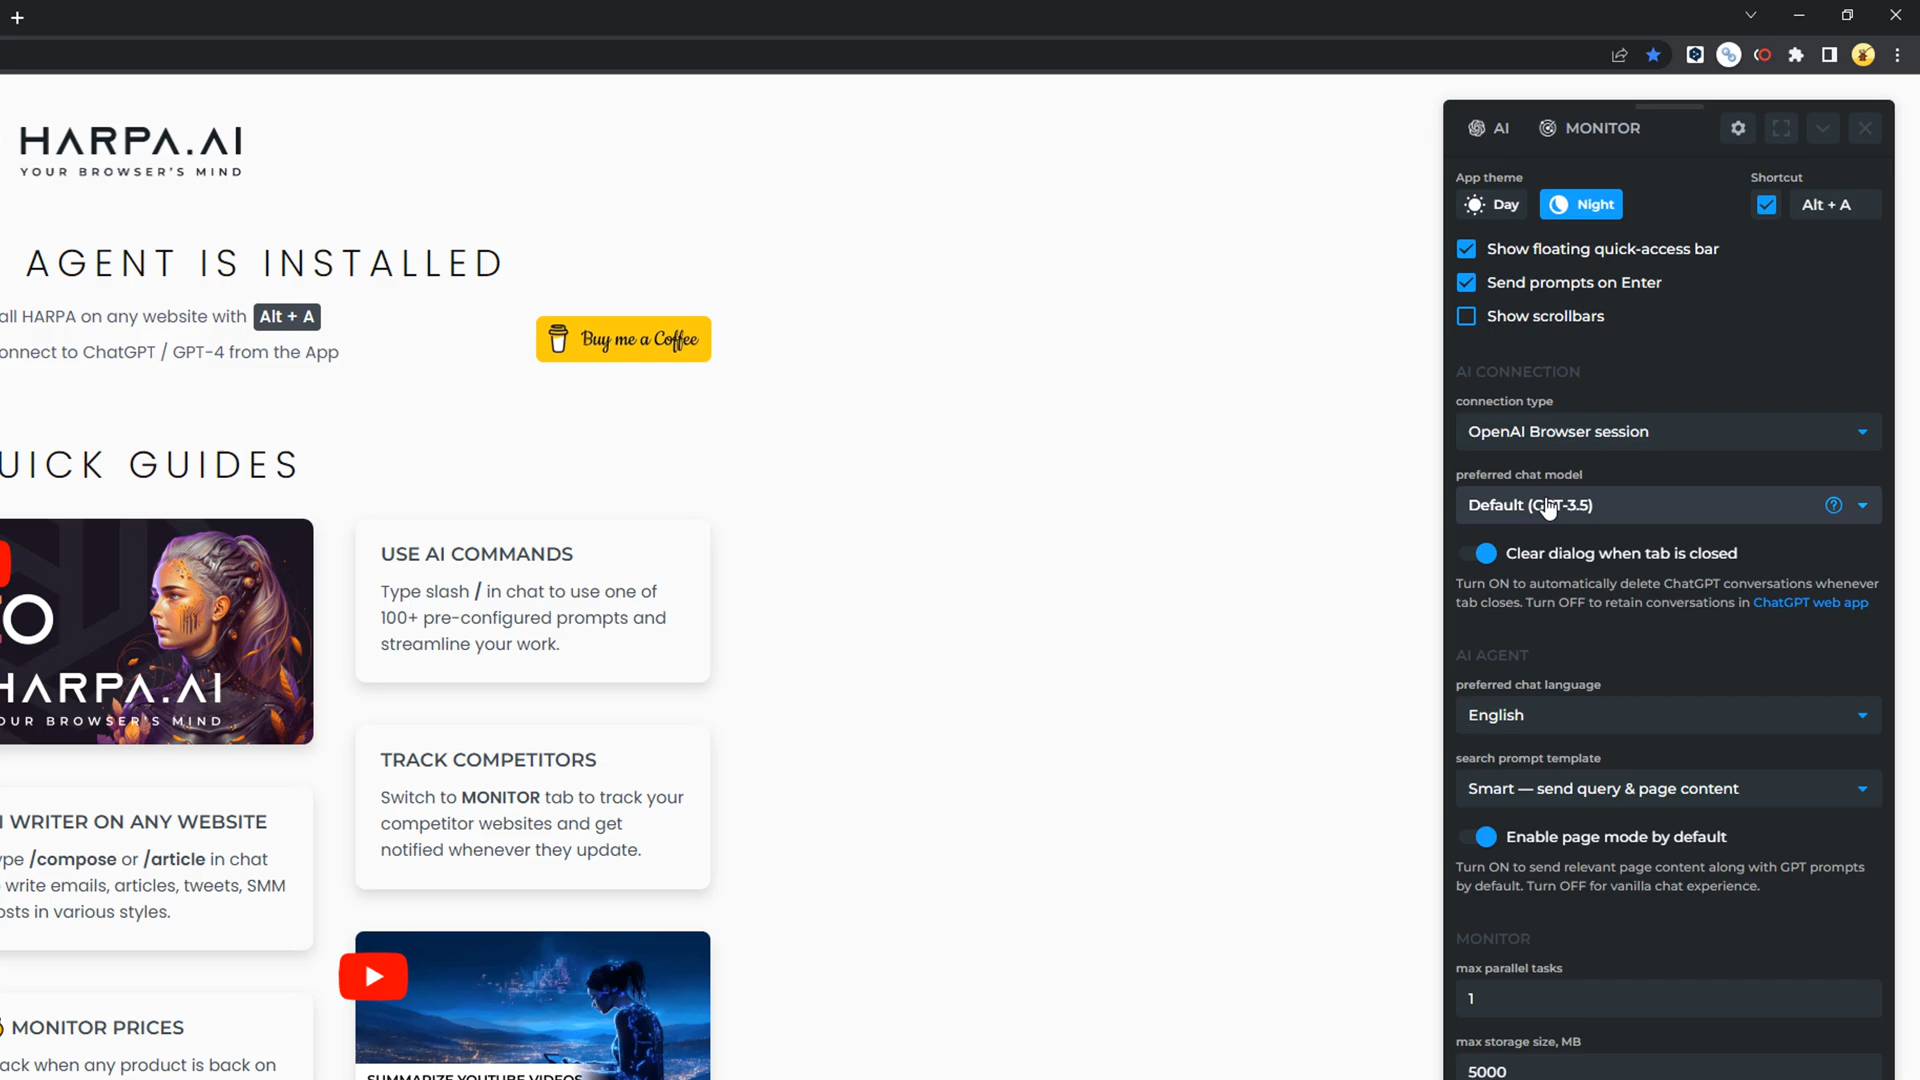 HARPA.AI
YOUR BROWSER'S MIND
AGENT IS INSTALLED
all HARPA on any website with Alt + A
onnect to ChatGPT / GPT-4 from the App
Buy me a Coffee
UICK GUIDES
TO
HARPA.AI
OUR BROWSER'S MIND
USE AI COMMANDS
Type slash / in chat to use one of
100+ pre-configured prompts and
streamline your work.
TRACK COMPETITORS
Switch to MONITOR tab to track your
competitor websites and get
notified whenever they update.
I WRITER ON ANY WEBSITE
ype /compose or /article in chat
write emails, articles, tweets, SMM
osts in various styles.
MONITOR PRICES
ack when any product is back on
SUMMARIZE YOUTUBE VIDEOS
AI
MONITOR
App theme
Shortcut
Day
Night
Alt + A
Show floating quick-access bar
Send prompts on Enter
Show scrollbars
AI CONNECTION
connection type
OpenAI Browser session
preferred chat model
Default (GPT-3.5)
Clear dialog when tab is closed
Turn ON to automatically delete ChatGPT conversations whenever
tab closes. Turn OFF to retain conversations in ChatGPT web app
AI AGENT
preferred chat language
English
search prompt template
Smart — send query & page content
Enable page mode by default
Turn ON to send relevant page content along with GPT prompts
by default. Turn OFF for vanilla chat experience.
MONITOR
max parallel tasks
1
max storage size, MB
5000